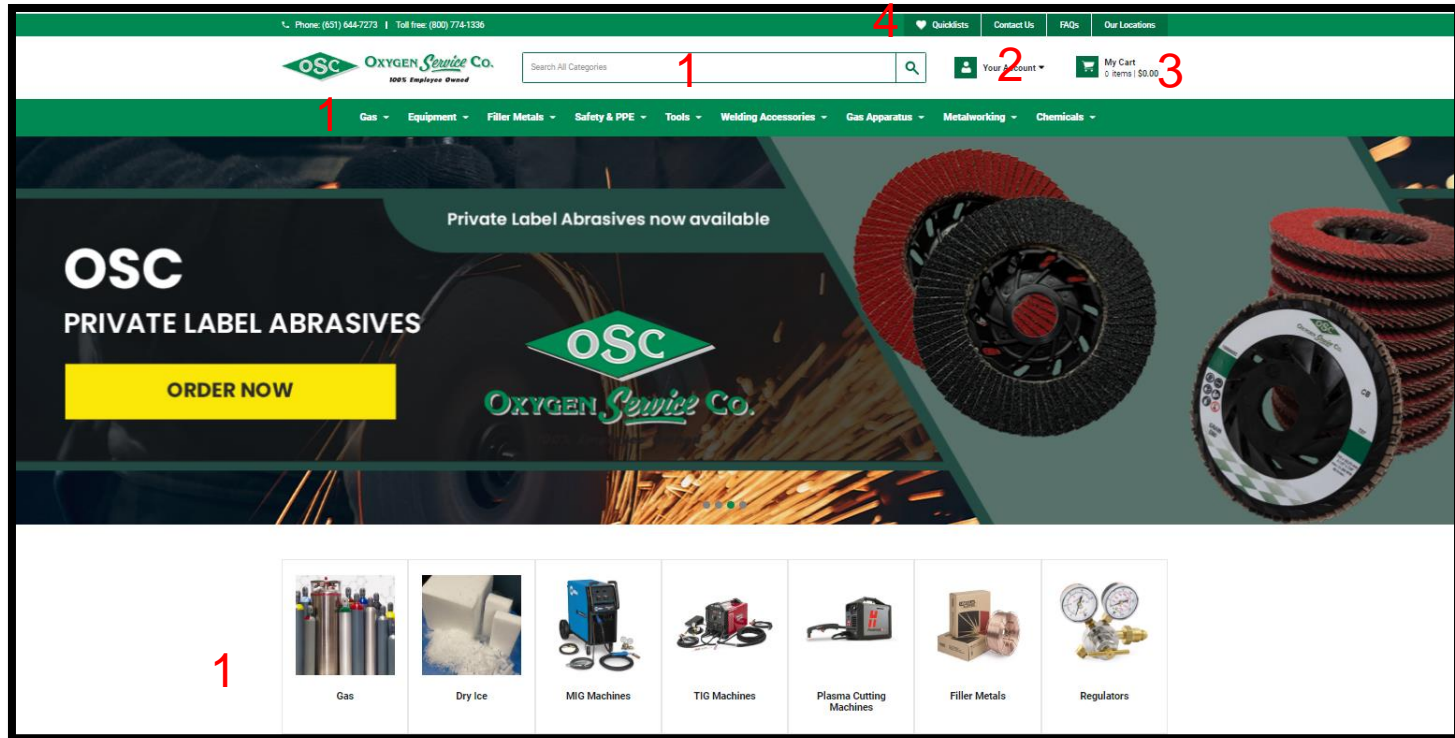 Phone: (651) 644-7273 | Toll free: (800) 774-1336
4 Quicklists Contact Us FAQs Our Locations
OSC OXYGEN Service Co.
100% Employee Owned
Search All Categories 1
Your Account 2
My Cart
0 items | $0.00 3
1 Gas Equipment Filler Metals Safety & PPE Tools Welding Accessories Gas Apparatus Metalworking Chemicals
Private Label Abrasives now available
OSC
PRIVATE LABEL ABRASIVES
ORDER NOW
OSC
OXYGEN Service Co.
1
Gas Dry Ice MIG Machines TIG Machines Plasma Cutting Machines Filler Metals Regulators